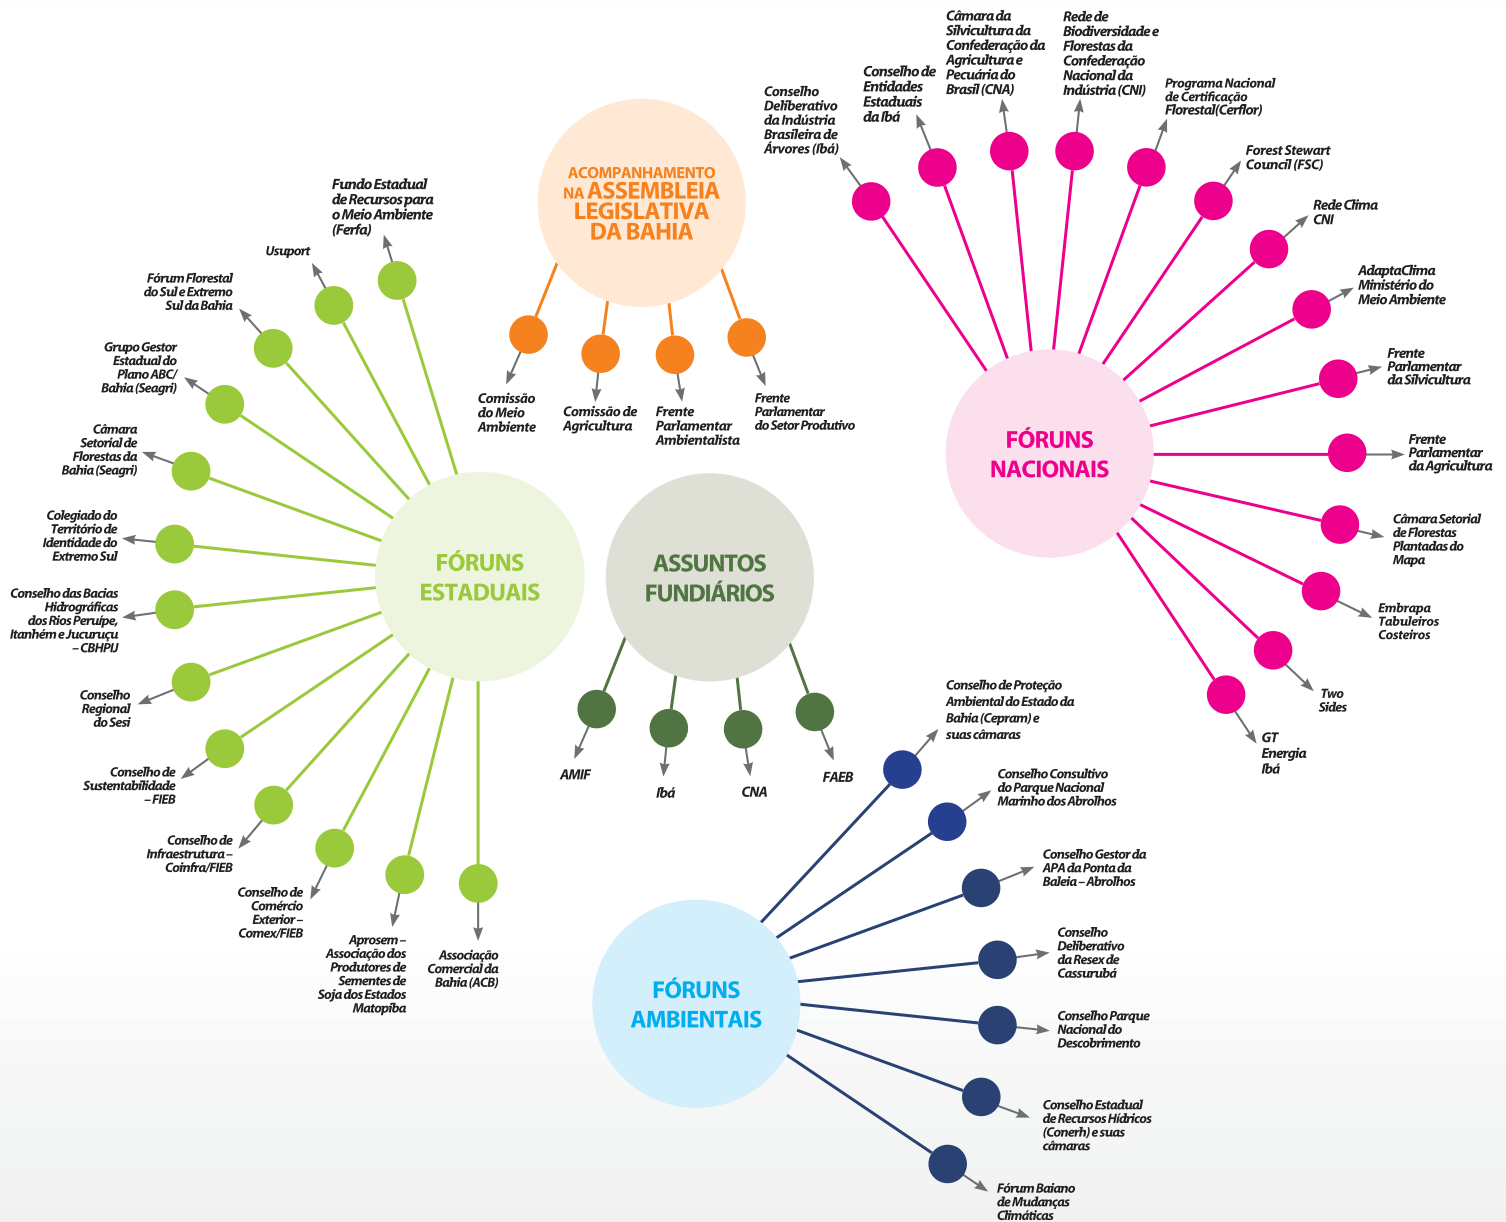 ACOMPANHAMENTO
NA ASSEMBLEIA
LEGISLATIVA
DA BAHIA
Comissão
do Meio
Ambiente
Comissão de
Agricultura
Frente
Parlamentar
Ambientalista
Frente
Parlamentar
do Setor Produtivo
FÓRUNS
ESTADUAIS
Fundo Estadual
de Recursos para
o Meio Ambiente
(Ferfa)
Usuport
Fórum Florestal
do Sul e Extremo
Sul da Bahia
Grupo Gestor
Estadual do
Plano ABC/
Bahia (Seagri)
Câmara
Setorial de
Florestas da
Bahia (Seagri)
Colegiado do
Território de
Identidade do
Extremo Sul
Conselho das Bacias
Hidrográficas
dos Rios Peruípe,
Itanhém e Jucuruçu
– CBHPIJ
Conselho
Regional
do Sesi
Conselho de
Sustentabilidade
– FIEB
Conselho de
Infraestrutura –
Coinfra/FIEB
Conselho de
Comércio
Exterior –
Comex/FIEB
Aprosem –
Associação dos
Produtores de
Sementes de
Soja dos Estados
Matopiba
Associação
Comercial da
Bahia (ACB)
ASSUNTOS
FUNDIÁRIOS
AMIF
Ibá
CNA
FAEB
FÓRUNS
NACIONAIS
Conselho
Deliberativo
da Indústria
Brasileira de
Árvores (Ibá)
Conselho de
Entidades
Estaduais
da Ibá
Câmara da
Silvicultura da
Confederação da
Agricultura e
Pecuária do
Brasil (CNA)
Rede de
Biodiversidade e
Florestas da
Confederação
Nacional da
Indústria (CNI)
Programa Nacional
de Certificação
Florestal(Cerflor)
Forest Stewart
Council (FSC)
Rede Clima
CNI
AdaptaClima
Ministério do
Meio Ambiente
Frente
Parlamentar
da Silvicultura
Frente
Parlamentar
da Agricultura
Câmara Setorial
de Florestas
Plantadas do
Mapa
Embrapa
Tabuleiros
Costeiros
Two
Sides
GT
Energia
Ibá
FÓRUNS
AMBIENTAIS
Conselho de Proteção
Ambiental do Estado da
Bahia (Cepram) e
suas câmaras
Conselho Consultivo
do Parque Nacional
Marinho dos Abrolhos
Conselho Gestor da
APA da Ponta da
Baleia – Abrolhos
Conselho
Deliberativo
da Resex de
Cassurubá
Conselho Parque
Nacional do
Descobrimento
Conselho Estadual
de Recursos Hídricos
(Conerh) e suas
câmaras
Fórum Baiano
de Mudanças
Climáticas